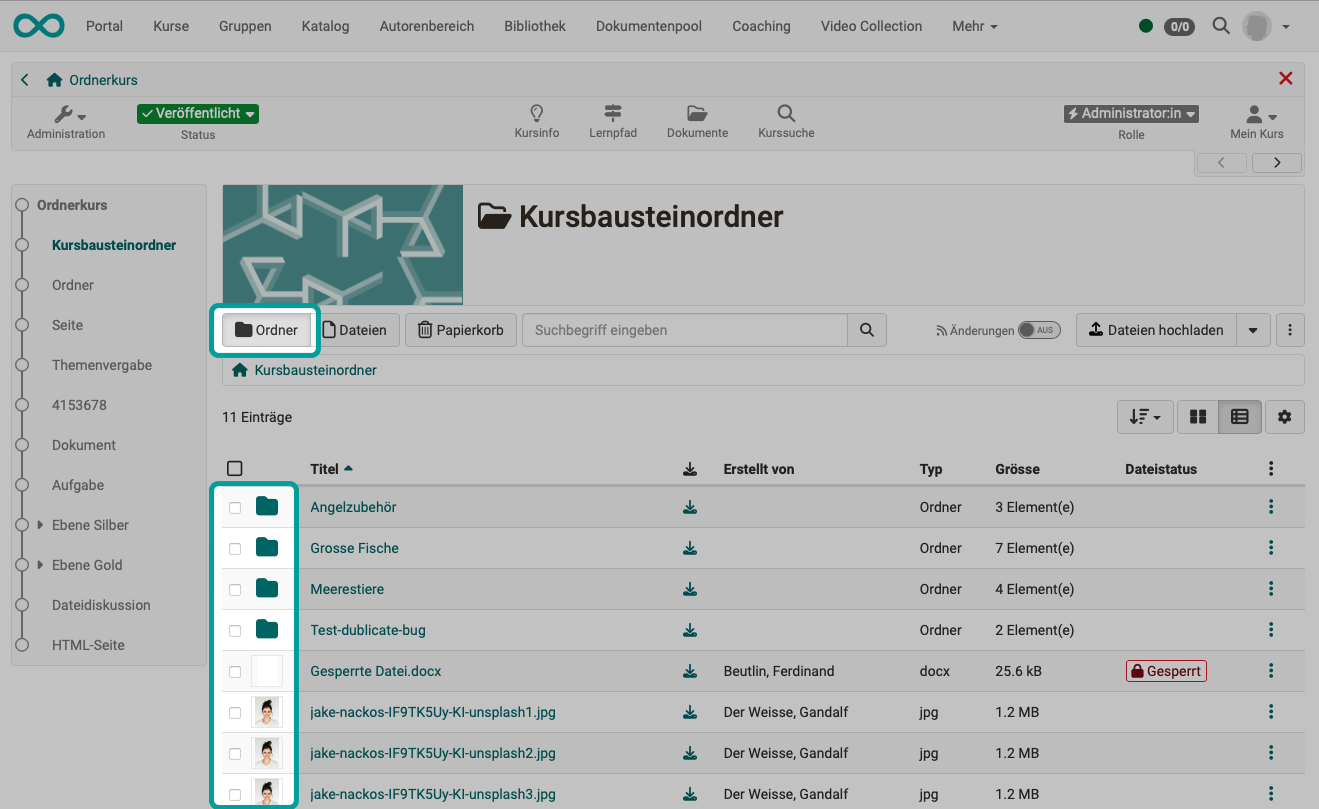 Portal Kurse Gruppen Katalog Autorenbereich Bibliothek Dokumentenpool Coaching Video Collection Mehr 0/0
Ordnerkurs
Administration Veröffentlicht Status Kursinfo Lernpfad Dokumente Kurssuche Administrator:in Rolle Mein Kurs
Ordnerkurs
Kursbausteinordner
Ordner
Seite
Themenvergabe
4153678
Dokument
Aufgabe
Ebene Silber
Ebene Gold
Dateidiskussion
HTML-Seite
Kursbausteinordner
Ordner Dateien Papierkorb Suchbegriff eingeben Änderungen AUS Dateien hochladen
Kursbausteinordner
11 Einträge
Titel Erstellt von Typ Grösse Dateistatus
Angelzubehör Ordner 3 Element(e)
Grosse Fische Ordner 7 Element(e)
Meerestiere Ordner 4 Element(e)
Test-dublicate-bug Ordner 2 Element(e)
Gesperrte Datei.docx Beutlin, Ferdinand docx 25.6 kB Gesperrt
jake-nackos-IF9TK5Uy-KI-unsplash1.jpg Der Weisse, Gandalf jpg 1.2 MB
jake-nackos-IF9TK5Uy-KI-unsplash2.jpg Der Weisse, Gandalf jpg 1.2 MB
jake-nackos-IF9TK5Uy-KI-unsplash3.jpg Der Weisse, Gandalf jpg 1.2 MB